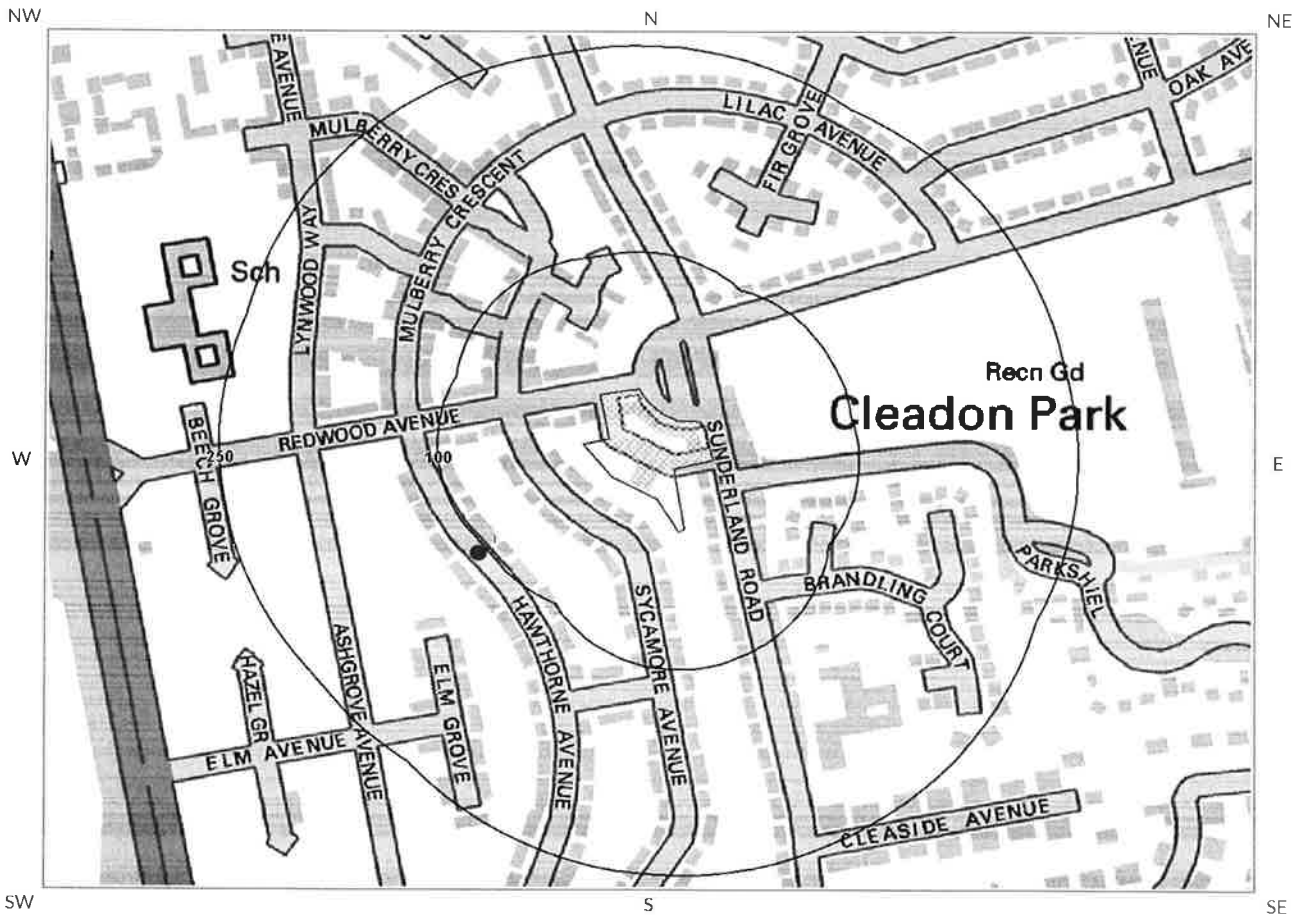 NW
N
NE
E AVENUE
ENUE
OAK AVE
MULBERRY CRES
LILAC AVENUE
FIR GROVE
MULBERRY CRESCENT
LYNWOOD WAY
Sch
Recn Gd
Cleadon Park
REDWOOD AVENUE
BEECH GROVE
SUNDERLAND ROAD
W
250
100
E
PARKSHIEL
BRANDLING COURT
HAWTHORNE AVENUE
SYCAMORE AVENUE
ASHGROVE AVENUE
HAZEL GR
ELM GROVE
ELM AVENUE
CLEASIDE AVENUE
SW
S
SE